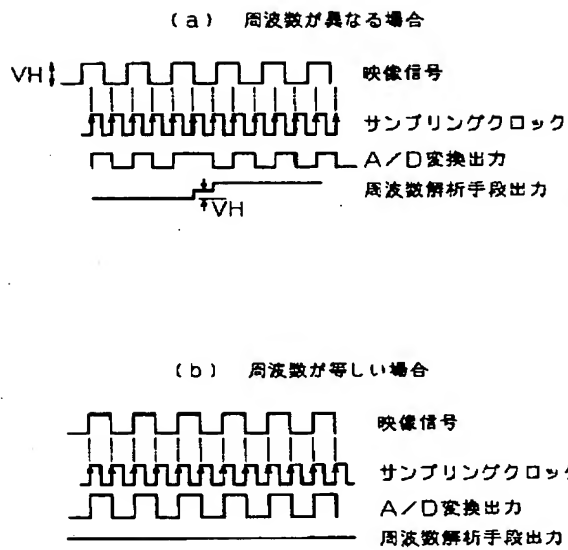 (a) 周波数が異なる場合
VH
映像信号
サンプリングクロック
A/D変換出力
周波数解析手段出力
VH
(b) 周波数が等しい場合
映像信号
サンプリングクロック
A/D変換出力
周波数解析手段出力